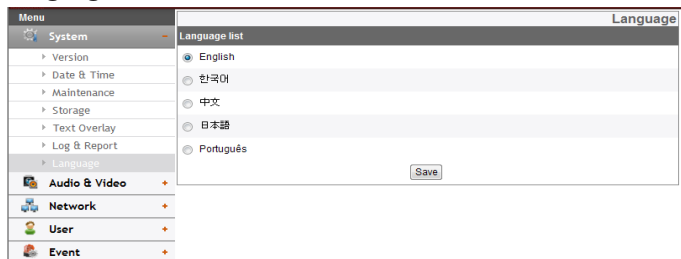 Menu
System
Version
Date & Time
Maintenance
Storage
Text Overlay
Log & Report
Language
Audio & Video
Network
User
Event
Language
Language list
English
한국어
中文
日本語
Português
Save